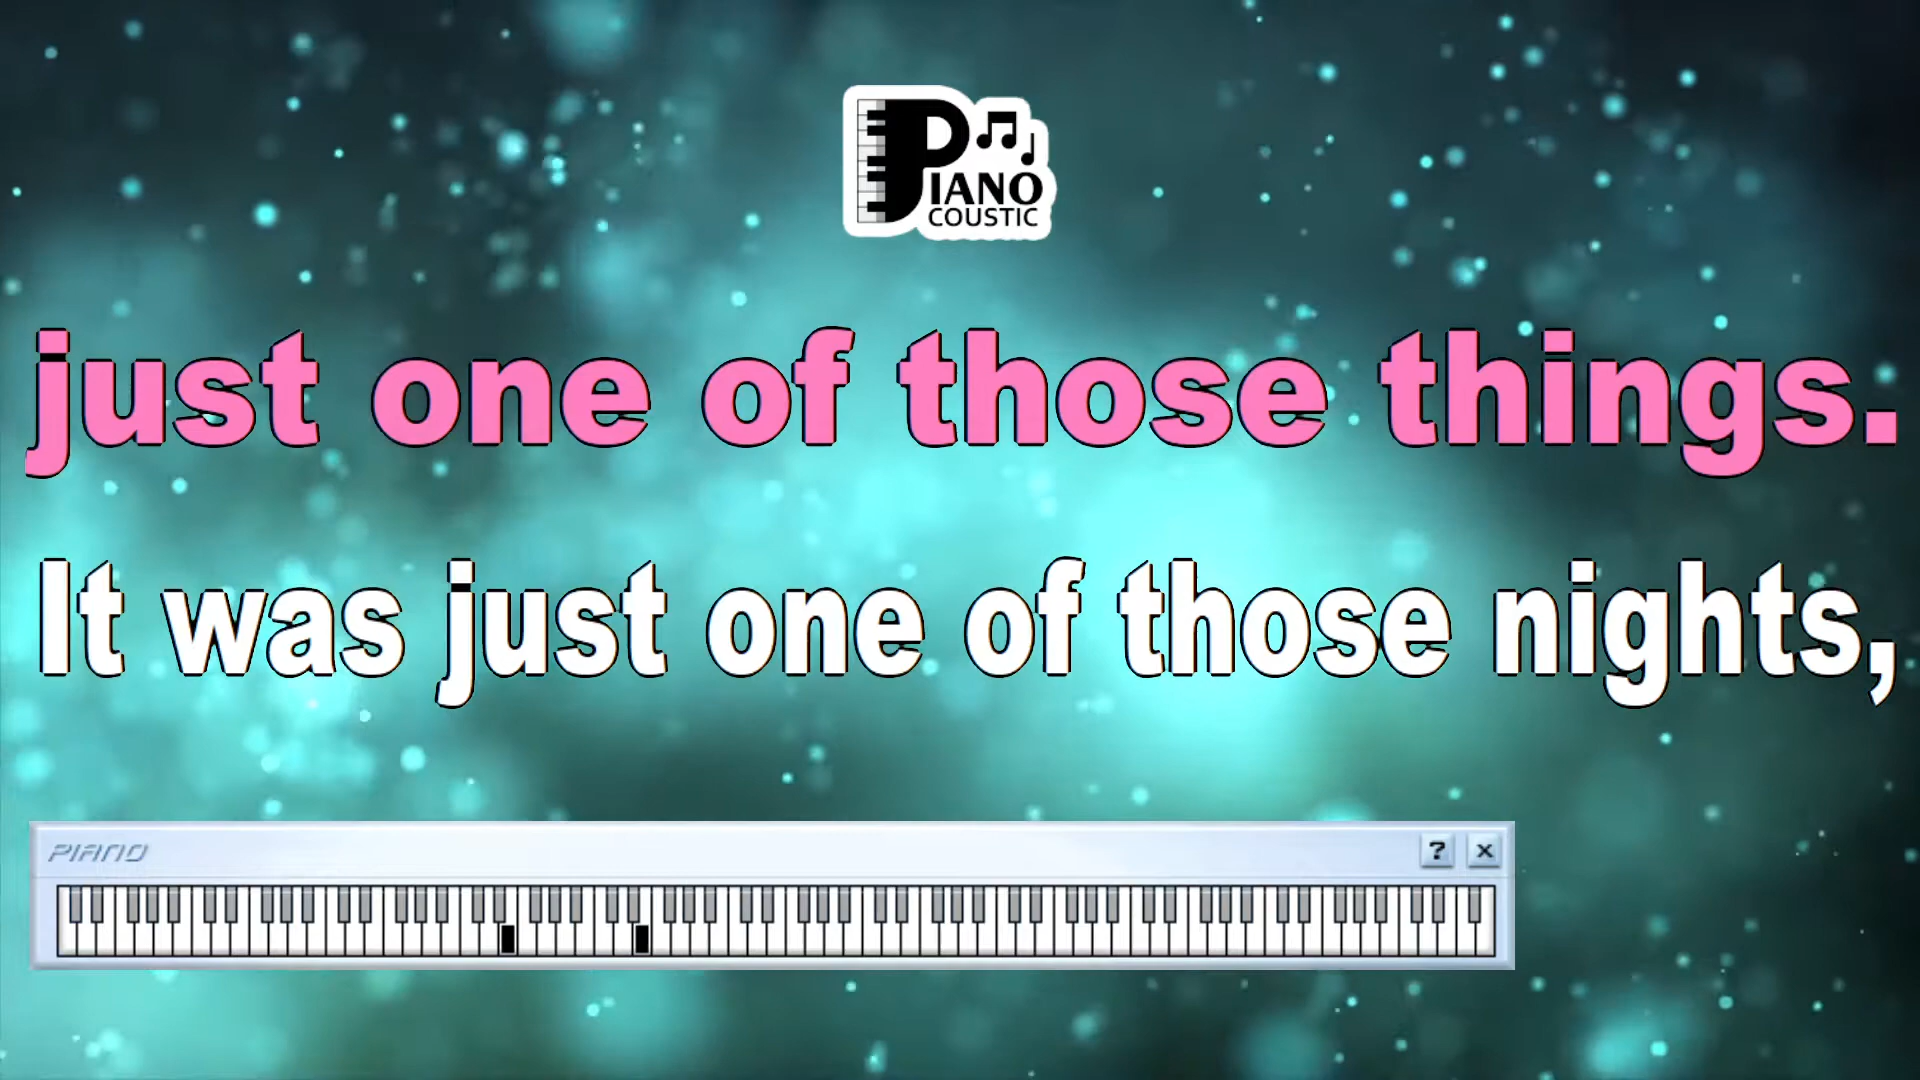 PIANO
COUSTIC
just one of those things.
It was just one of those nights,
PIANO
? x